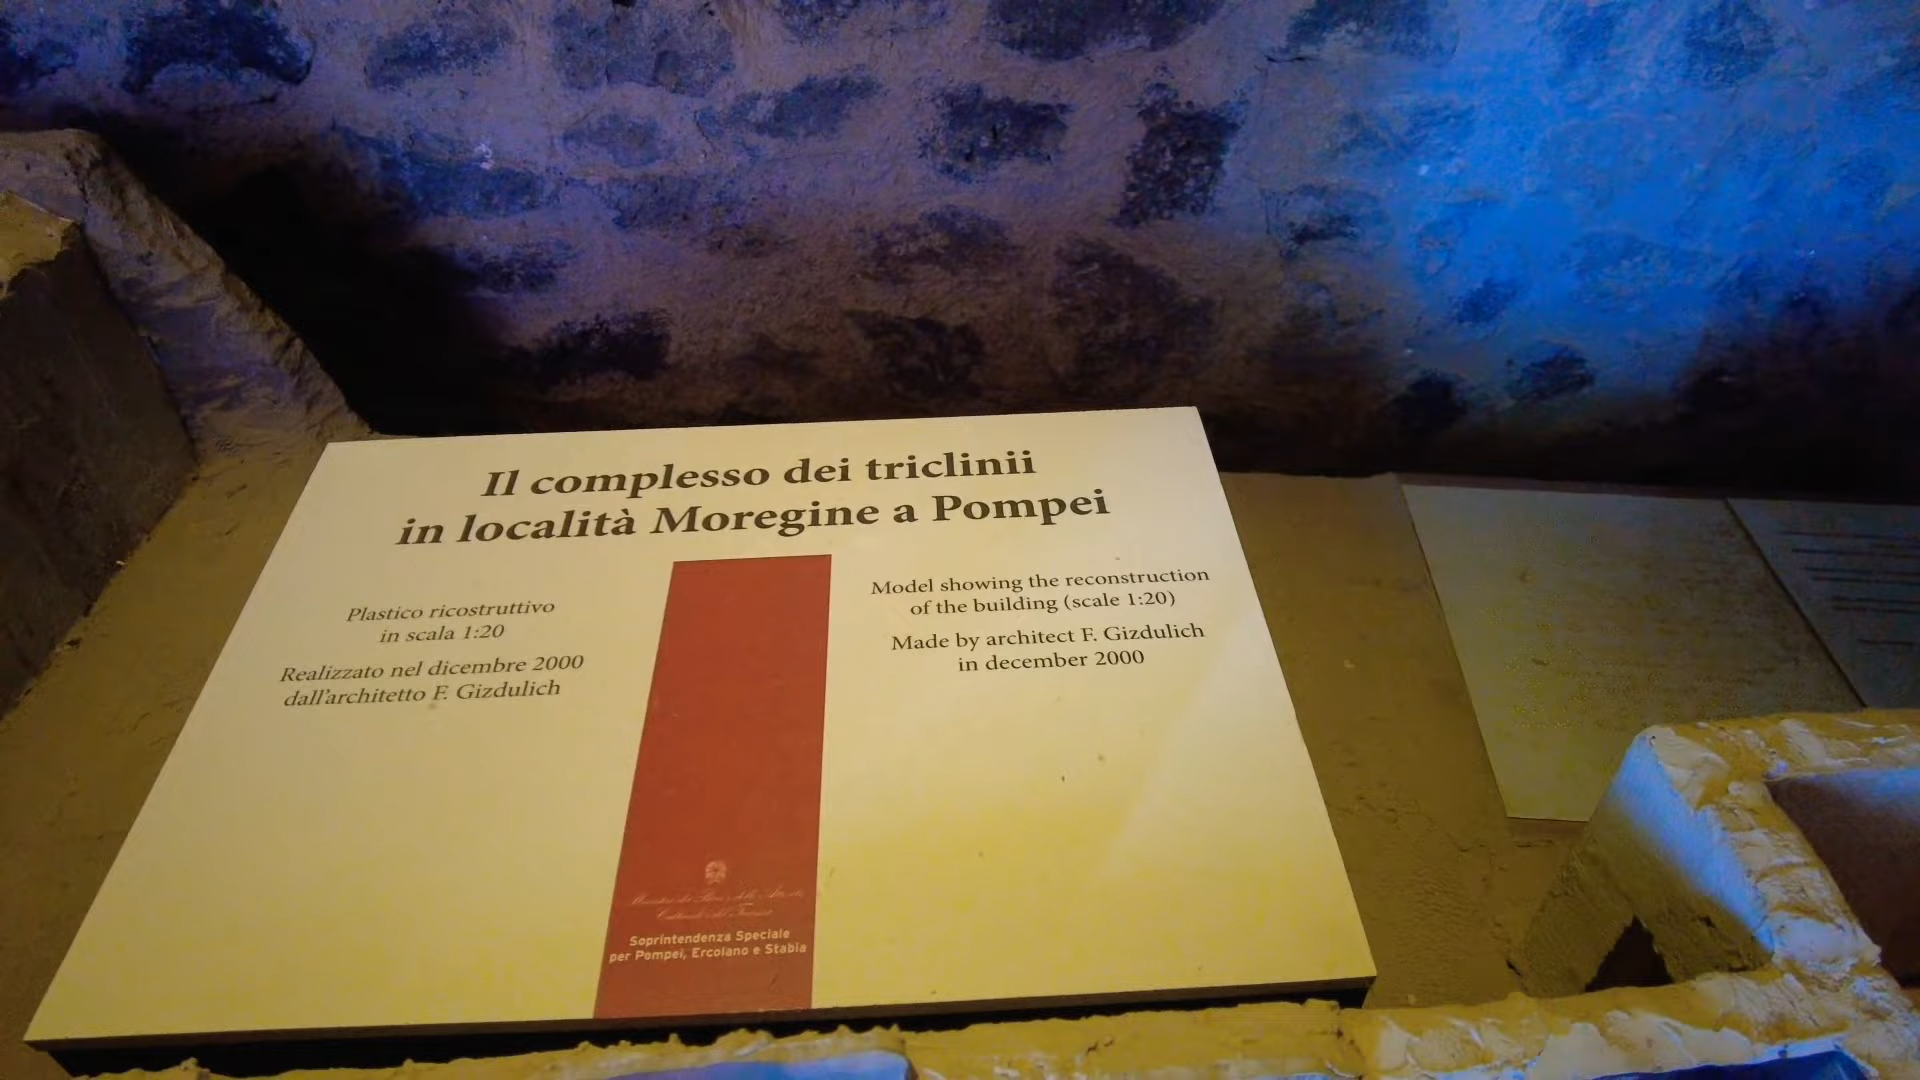 Il complesso dei triclinii
in località Moregine a Pompei
Plastico ricostruttivo
in scala 1:20
Realizzato nel dicembre 2000
dall'architetto F. Gizdulich
Model showing the reconstruction
of the building (scale 1:20)
Made by architect F. Gizdulich
in december 2000
Soprintendenza Speciale
per Pompei, Ercolano e Stabia